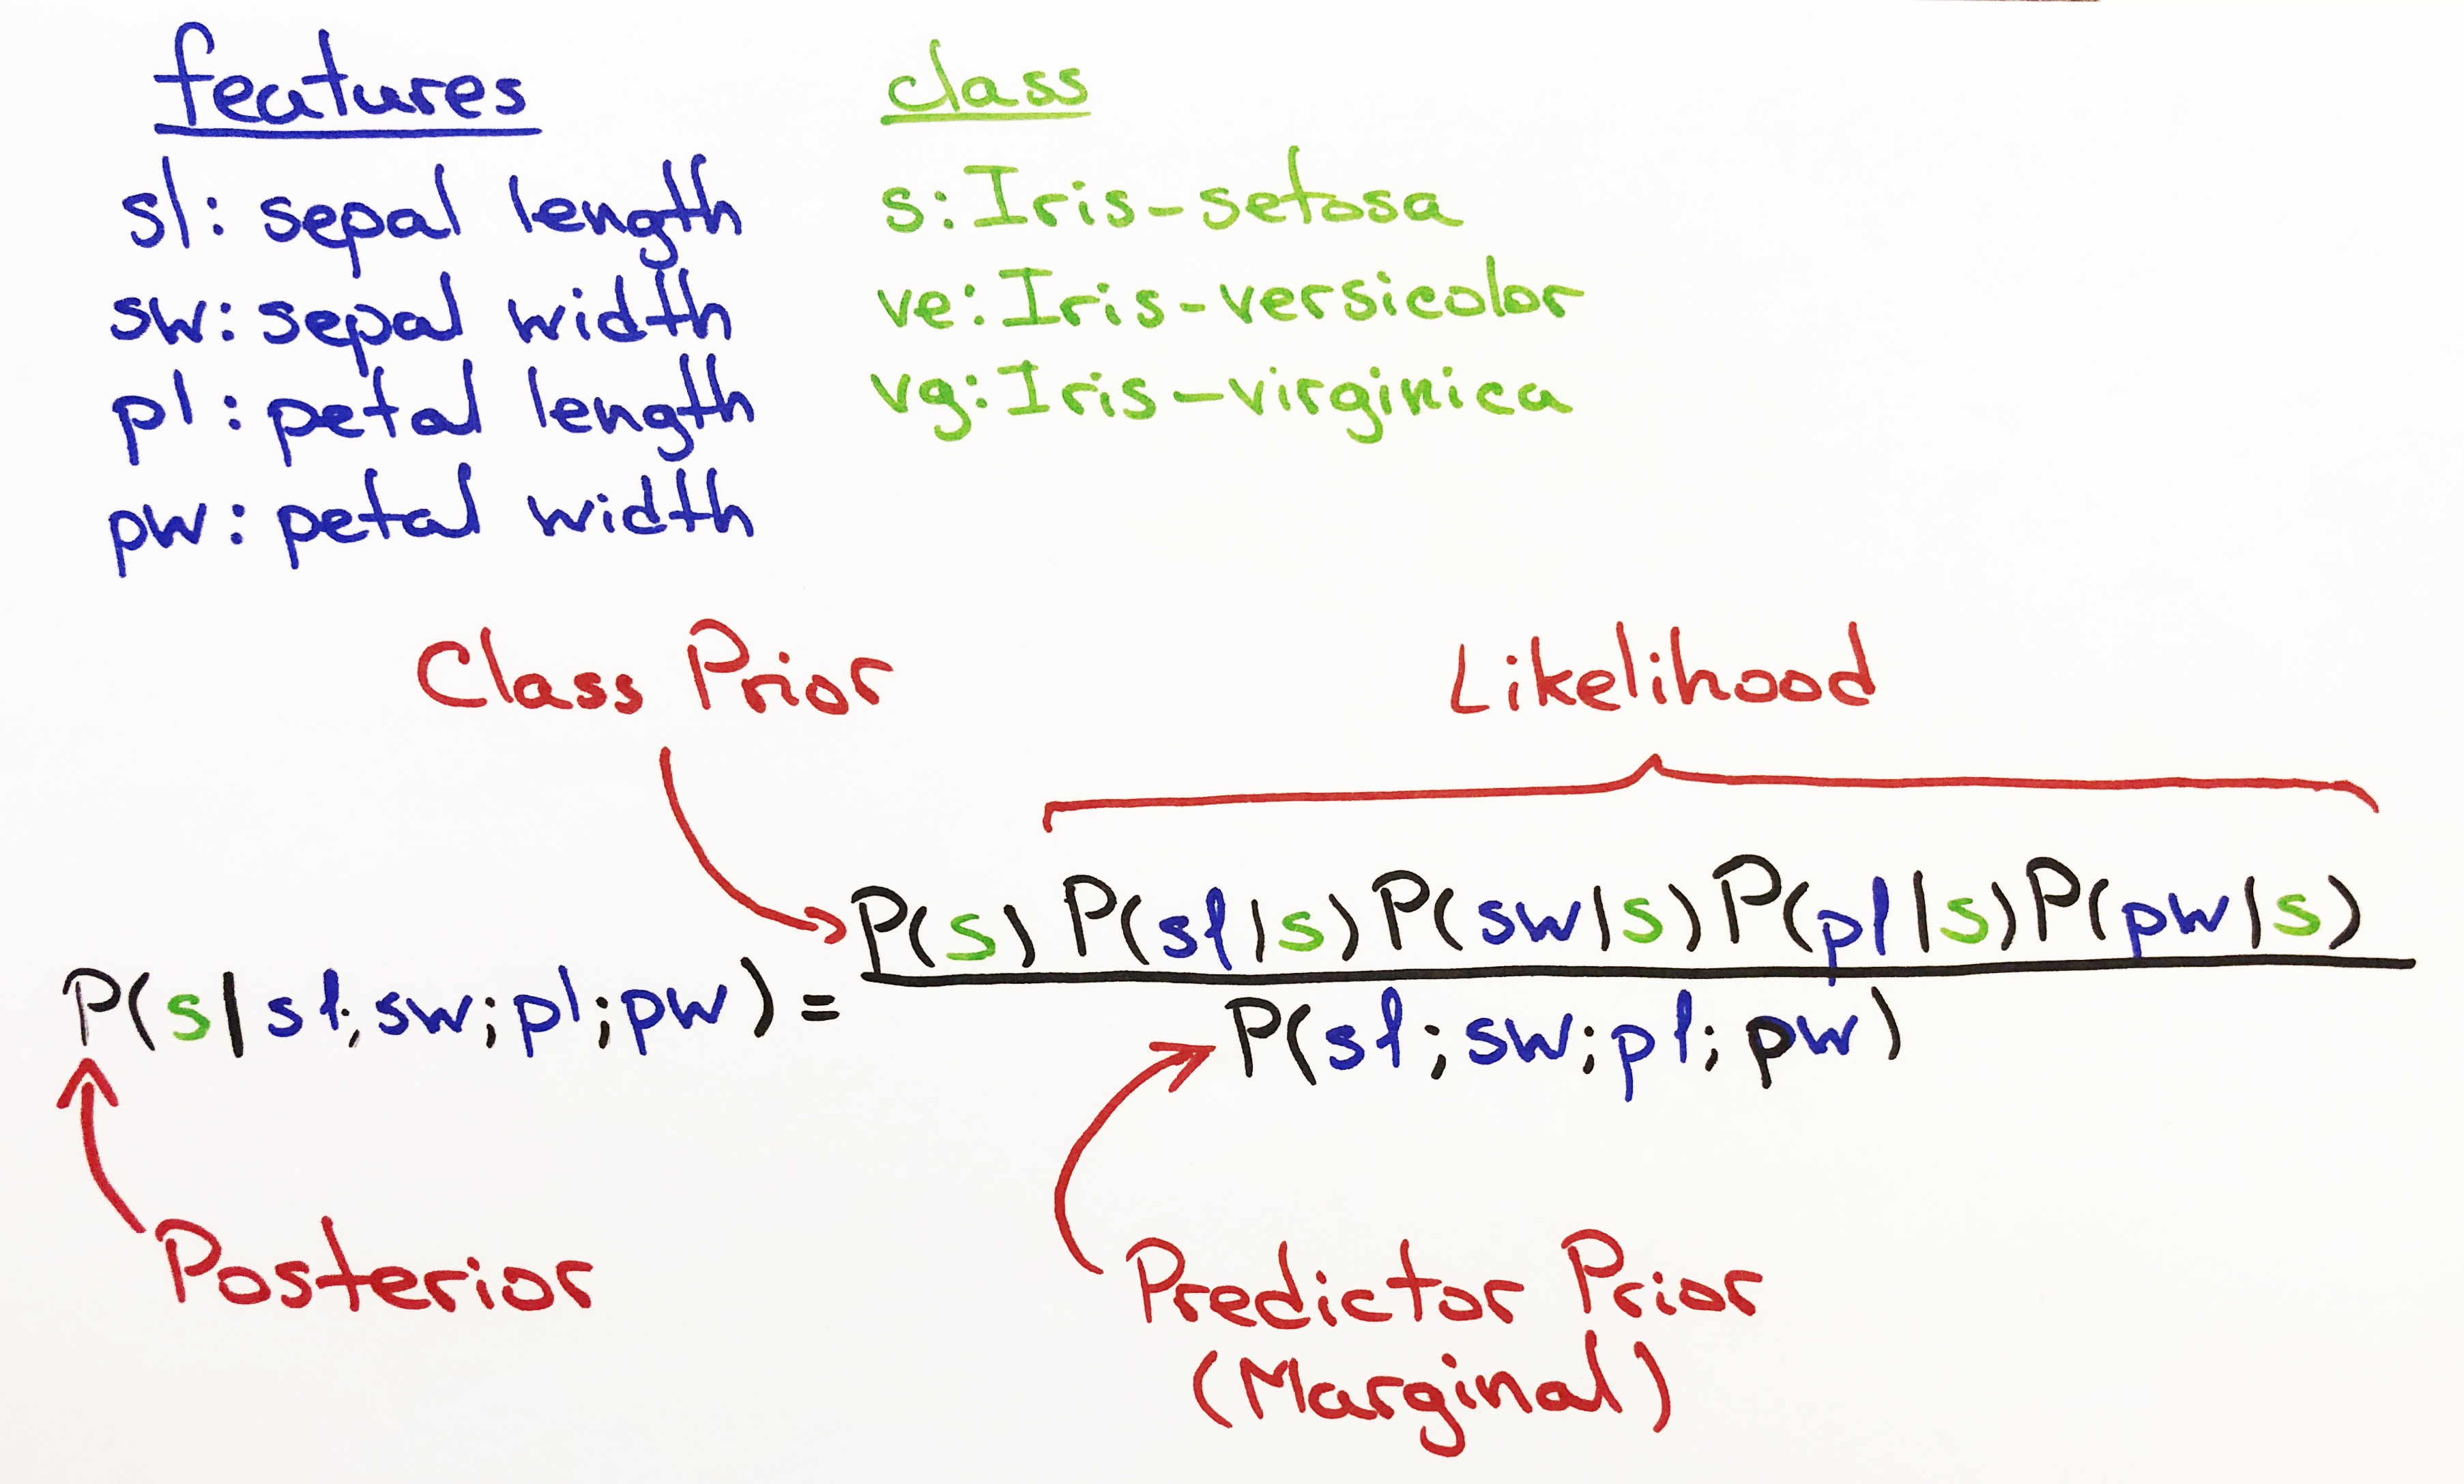 features
sl: sepal length
sw: sepal width
pl: petal length
pw: petal width
class
s: Iris-setosa
ve: Iris-versicolor
vg: Iris-virginica
Class Prior
Likelihood
P(s) P(sl|s) P(sw|s) P(pl|s) P(pw|s)
P(s|sl;sw;pl;pw) =
P(sl;sw;pl;pw)
Posterior
Predictor Prior
(Marginal)